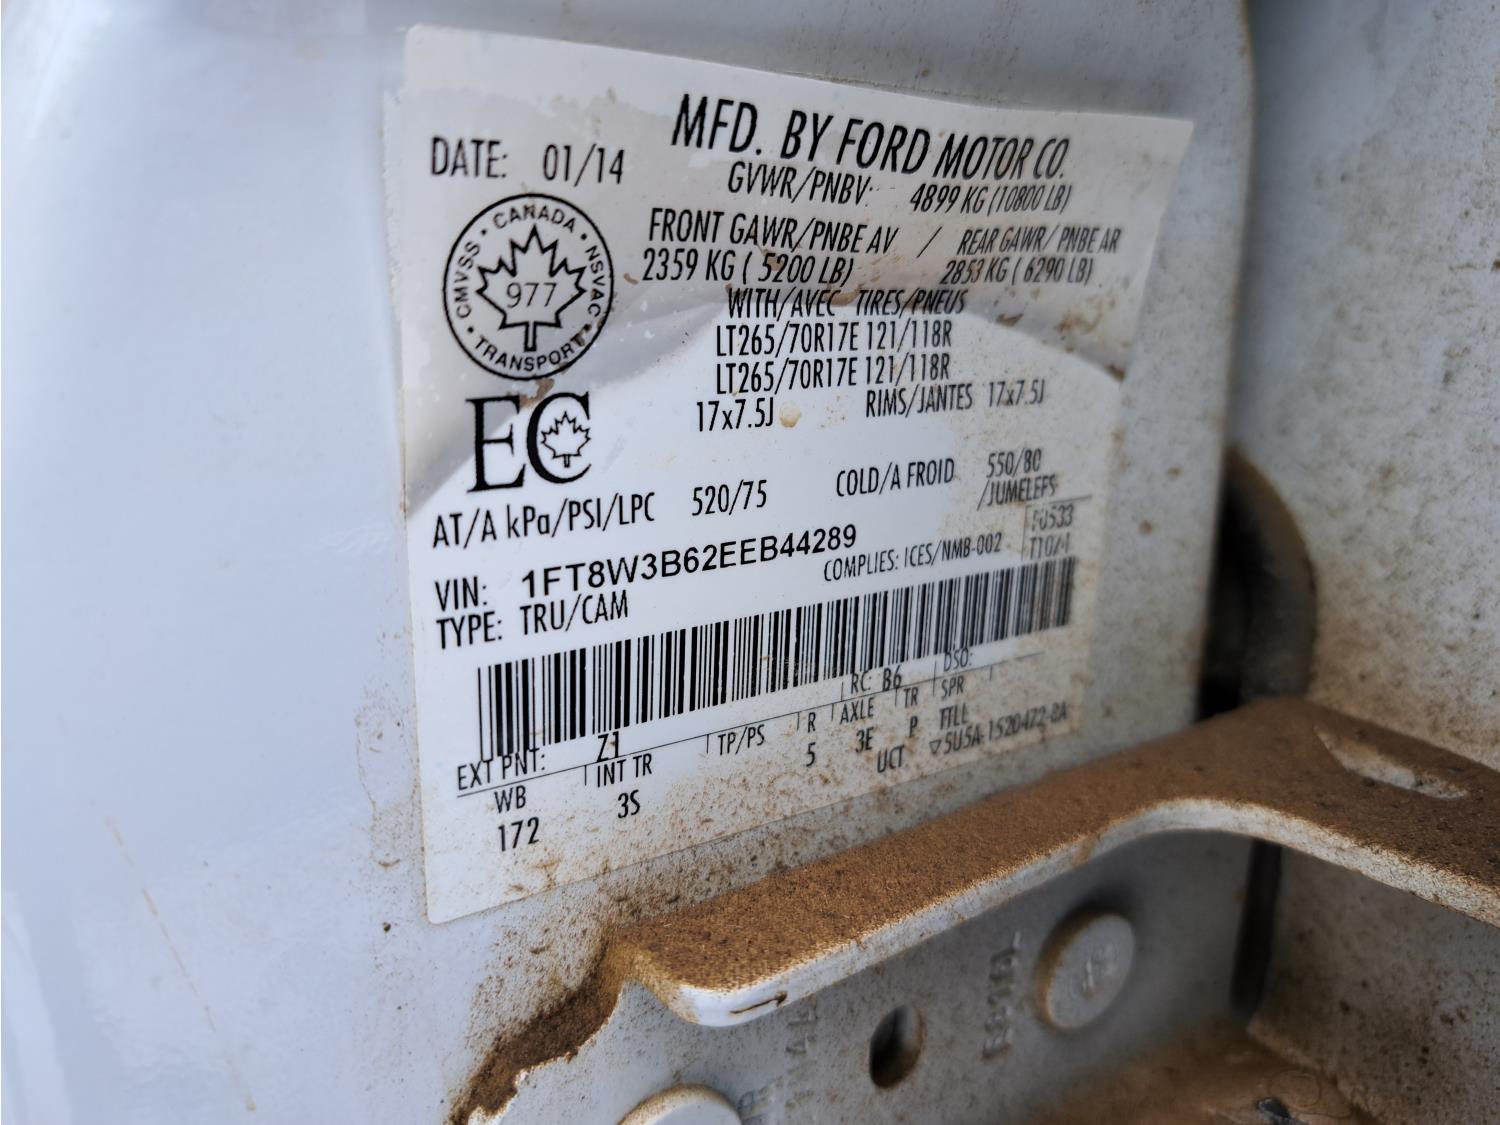 MFD. BY FORD MOTOR CO.
DATE: 01/14
GVWR/PNBV: 4899 KG (10800 LB)
FRONT GAWR/PNBE AV / REAR GAWR/PNBE AR
2359 KG ( 5200 LB) 2853 KG ( 6290 LB)
WITH/AVEC TIRES/PNEUS
CANADA · NSVAC · TRANSPORT · CMVSS ·
977
LT265/70R17E 121/118R
LT265/70R17E 121/118R
17x7.5J RIMS/JANTES 17x7.5J
EC
AT/A kPa/PSI/LPC 520/75 COLD/A FROID 550/80
/JUMELEES
VIN: 1FT8W3B62EEB44289
COMPLIES: ICES/NMB-002
TYPE: TRU/CAM
RC: B6 DSO:
EXT PNT: Z1
WB INT TR TP/PS R AXLE TR SPR
172 3S 5 3E P TTLL
UCT